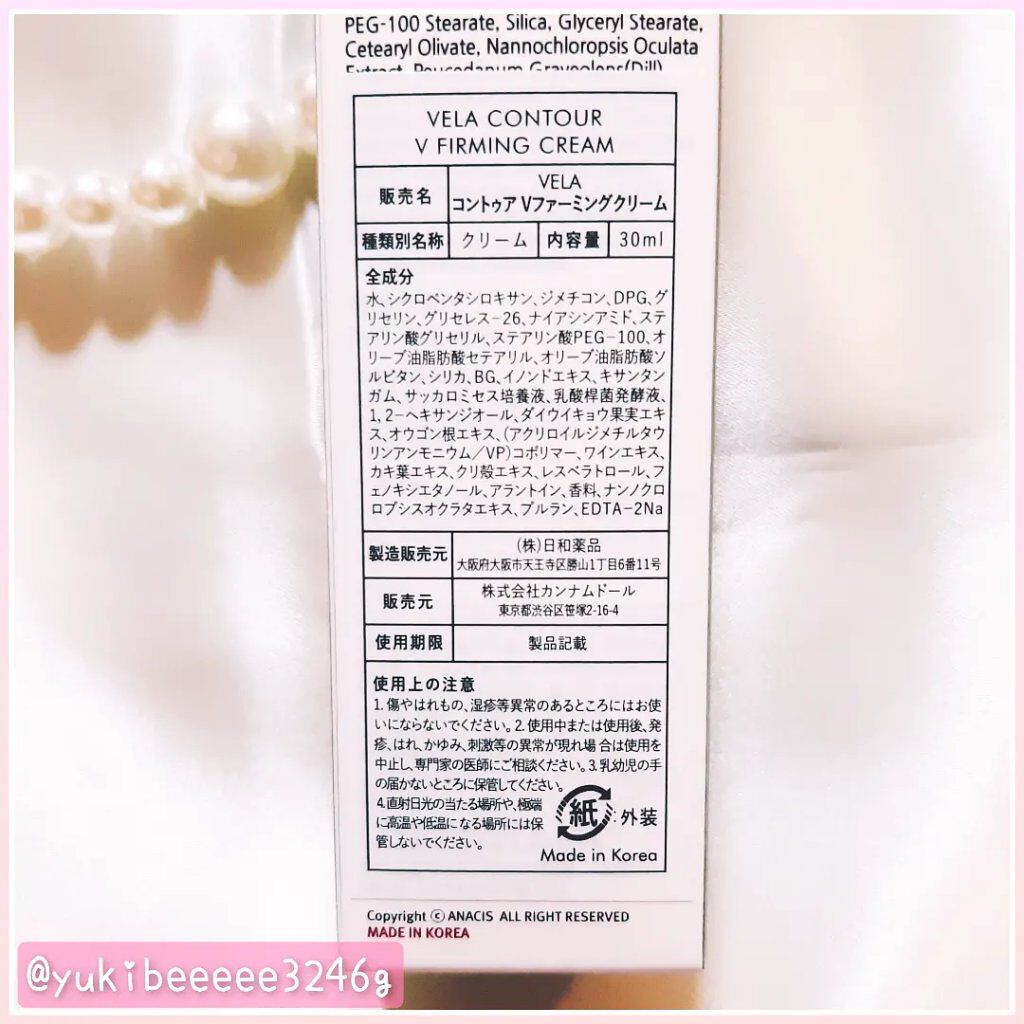 PEG-100 Stearate, Silica, Glyceryl Stearate,
Cetearyl Olivate, Nannochloropsis Oculata
Extract, Peucedanum Graveolens(Dill)
VELA CONTOUR
V FIRMING CREAM
販売名
VELA
コントゥア Vファーミングクリーム
種類別名称 クリーム 内容量 30ml
全成分
水、シクロペンタシロキサン、ジメチコン、DPG、グ
リセリン、グリセレス-26、ナイアシンアミド、ステ
アリン酸グリセリル、ステアリン酸PEG-100、オ
リーブ油脂肪酸セテアリル、オリーブ油脂肪酸ソ
ルビタン、シリカ、BG、イノンドエキス、キサンタン
ガム、サッカロミセス培養液、乳酸桿菌発酵液、
1,2-ヘキサンジオール、ダイウイキョウ果実エキ
ス、オウゴン根エキス、(アクリロイルジメチルタウ
リンアンモニウム/VP)コポリマー、ワインエキス、
カキ葉エキス、クリ殻エキス、レスベラトロール、フ
ェノキシエタノール、アラントイン、香料、ナンノクロ
ロプシスオクラタエキス、プルラン、EDTA-2Na
製造販売元
(株)日和薬品
大阪府大阪市天王寺区勝山1丁目6番11号
販売元
株式会社カンナムドール
東京都渋谷区笹塚2-16-4
使用期限 製品記載
使用上の注意
1. 傷やはれもの、湿疹等異常のあるところにはお使
いにならないでください。2. 使用中または使用後、発
疹、はれ、かゆみ、刺激等の異常が現れ場 合は使用を
中止し、専門家の医師にご相談ください。3. 乳幼児の手
の届かないところに保管してください。
4.直射日光の当たる場所や、極端
に高温や低温に なる場所には保
管しないでください。
紙 : 外装
Made in Korea
Copyright ⓒ ANACIS ALL RIGHT RESERVED
MADE IN KOREA
@yukibeeeee3246g